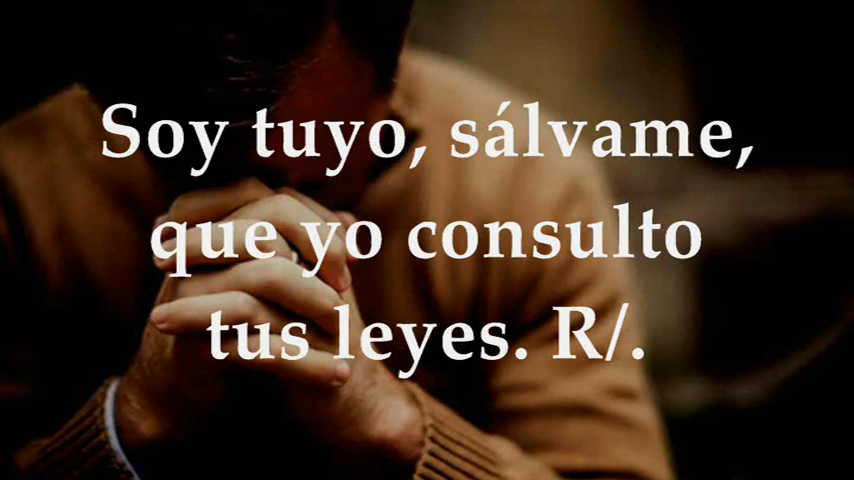 Soy tuyo, sálvame,
que yo consulto
tus leyes. R/.